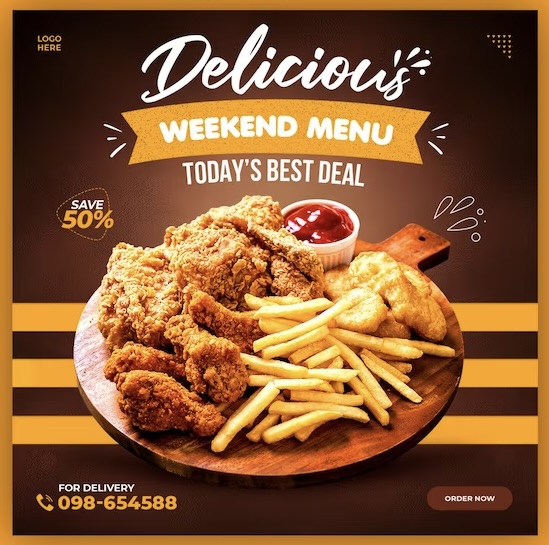 LOGO
HERE
Delicious
WEEKEND MENU
TODAY'S BEST DEAL
SAVE
50%
FOR DELIVERY
098-654588
ORDER NOW